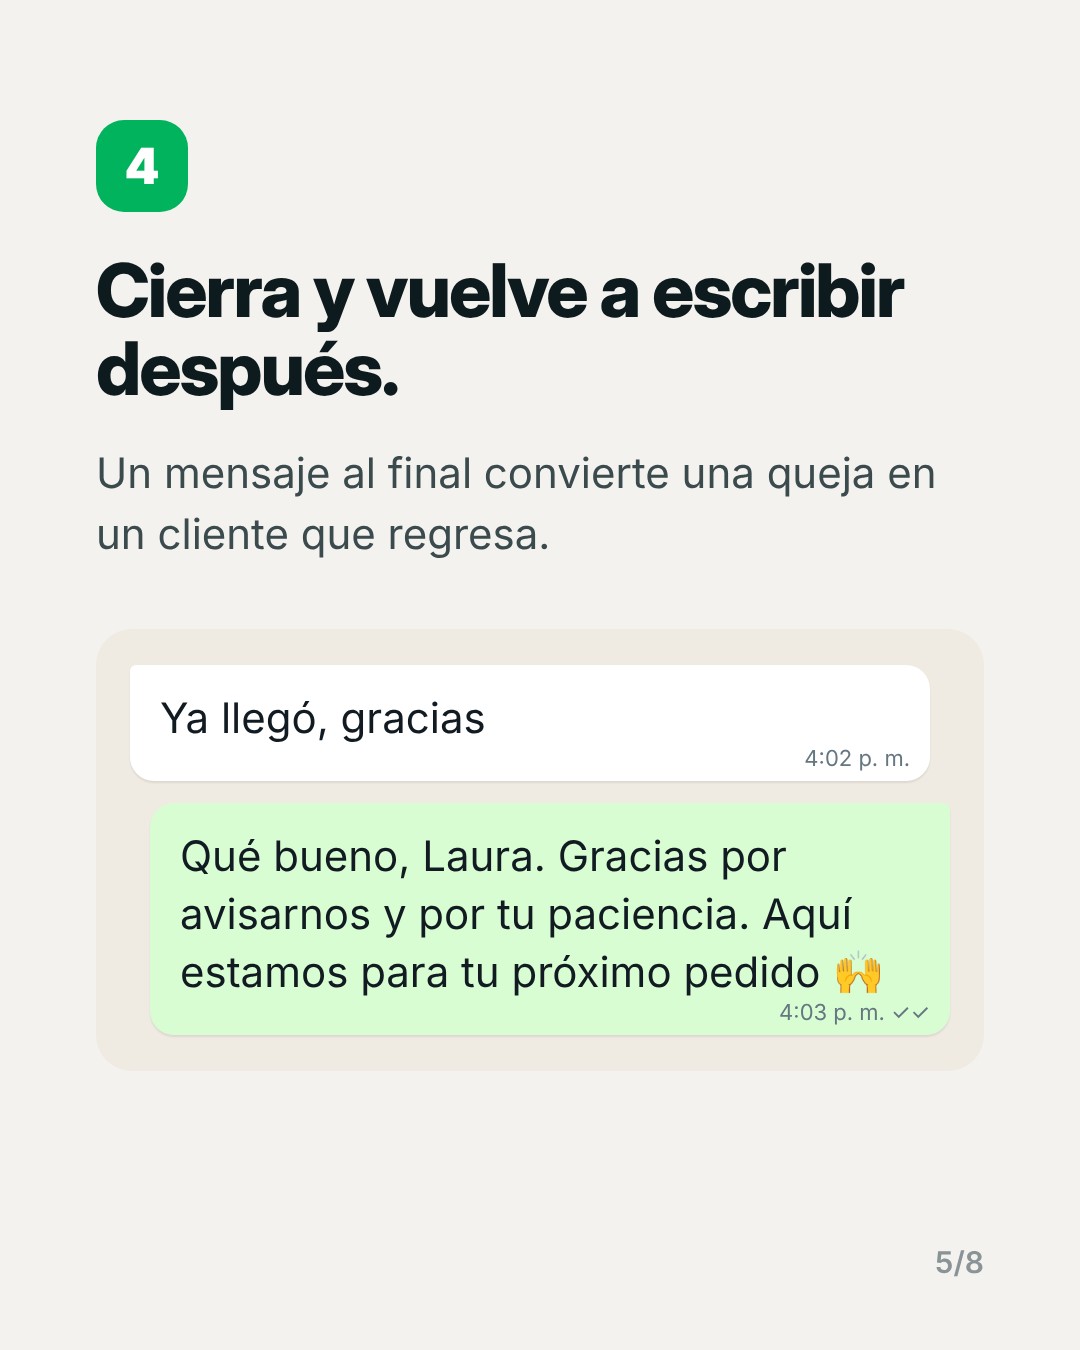 4
Cierra y vuelve a escribir
después.
Un mensaje al final convierte una queja en
un cliente que regresa.
Ya llegó, gracias
4:02 p. m.
Qué bueno, Laura. Gracias por
avisarnos y por tu paciencia. Aquí
estamos para tu próximo pedido 🙌
4:03 p. m. ✓✓
5/8